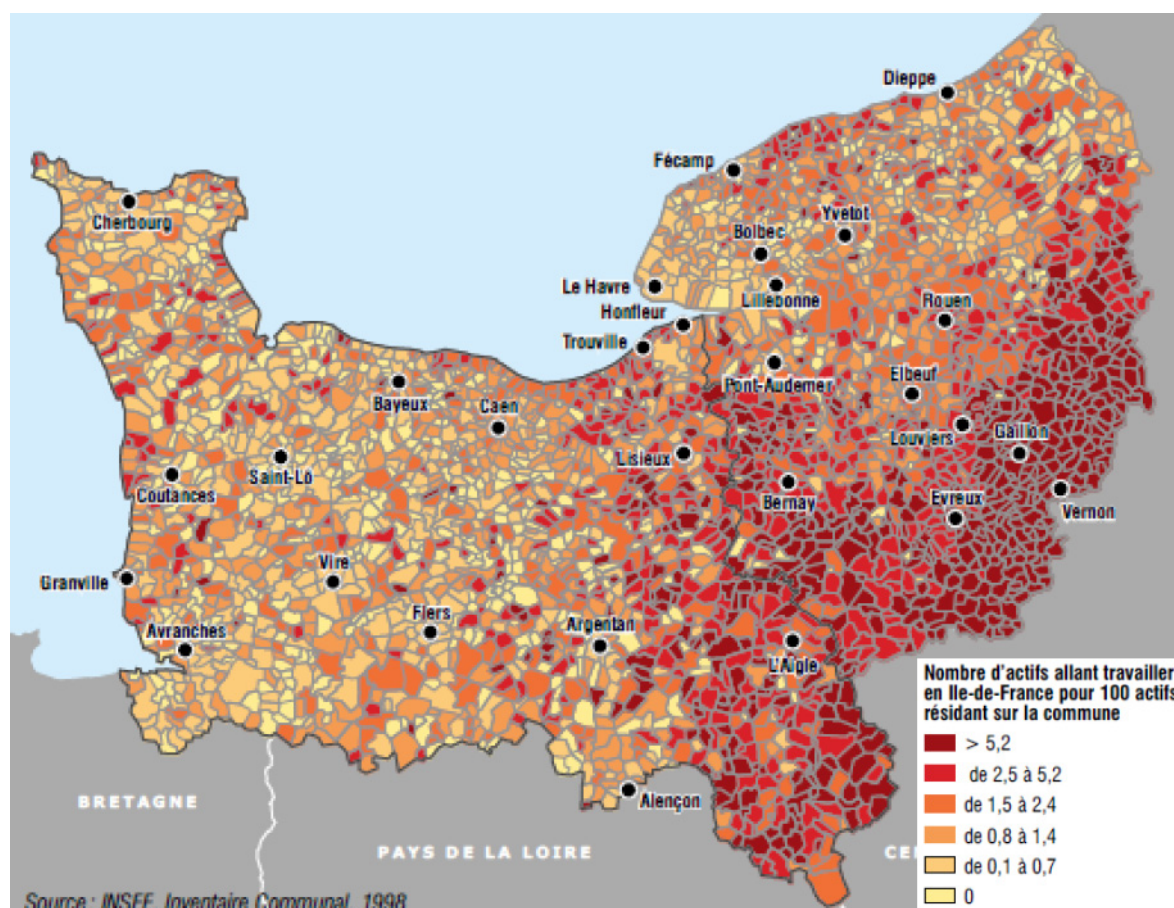 Dieppe
Fécamp
Yvetot
Bolbec
Cherbourg
Le Havre
Lillebonne
Honfleur
Rouen
Trouville
Pont-Audemer
Elbeuf
Bayeux
Caen
Louviers
Gaillon
Lisieux
Saint-Lô
Coutances
Bernay
Evreux
Vernon
Vire
Granville
Flers
Argentan
Avranches
L'Aigle
Nombre d'actifs allant travailler
en Ile-de-France pour 100 actifs
résidant sur la commune
> 5,2
de 2,5 à 5,2
de 1,5 à 2,4
de 0,8 à 1,4
de 0,1 à 0,7
0
BRETAGNE
Alençon
PAYS DE LA LOIRE
CE
Source : INSEE, Inventaire Communal, 1998